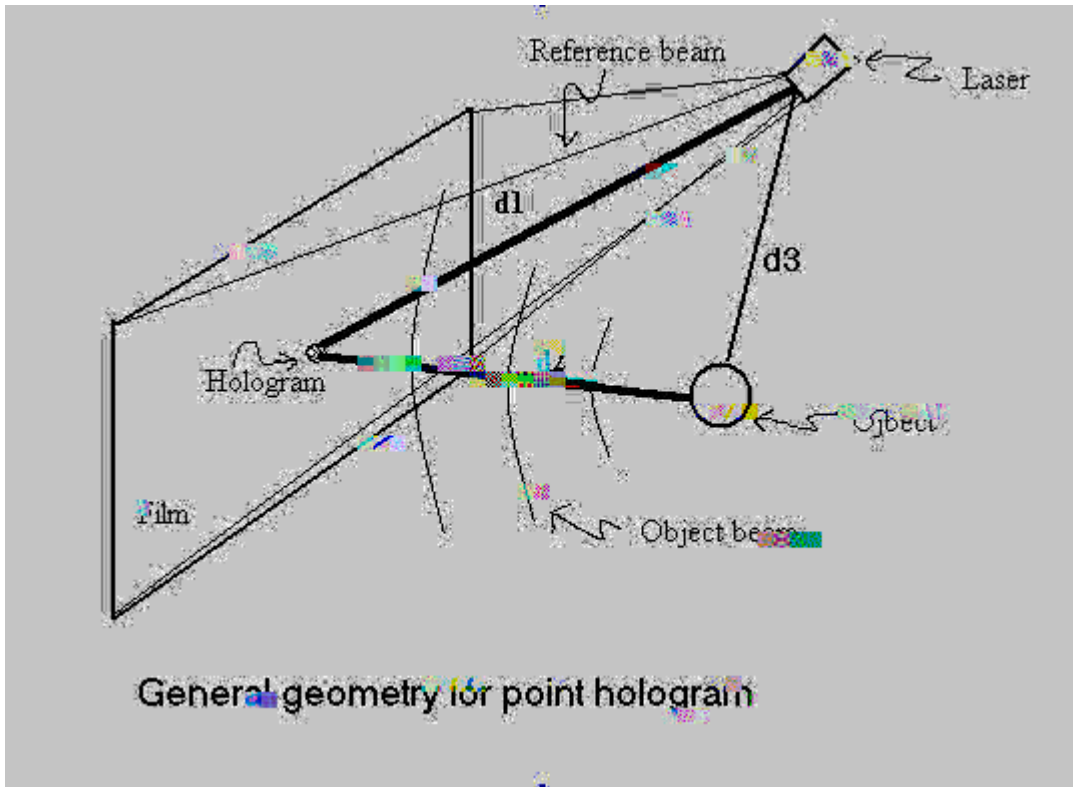 Reference beam
Laser
d1
d3
Hologram
Film
Object beam
General geometry for point hologram